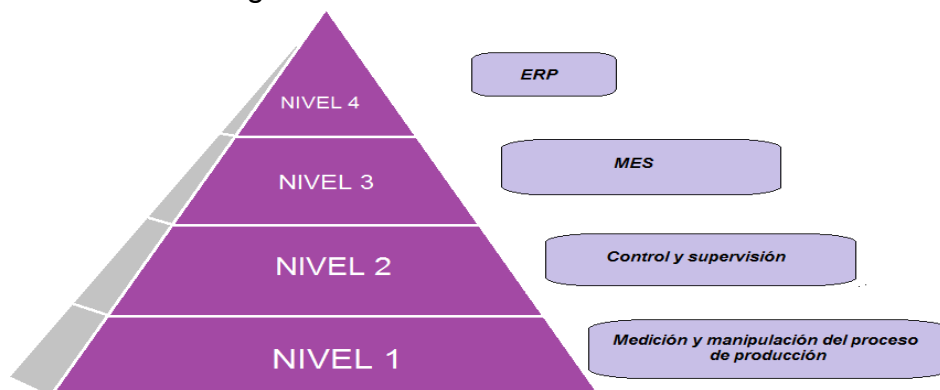 NIVEL 4
ERP
NIVEL 3
MES
NIVEL 2
Control y supervisión
NIVEL 1
Medición y manipulación del proceso
de producción